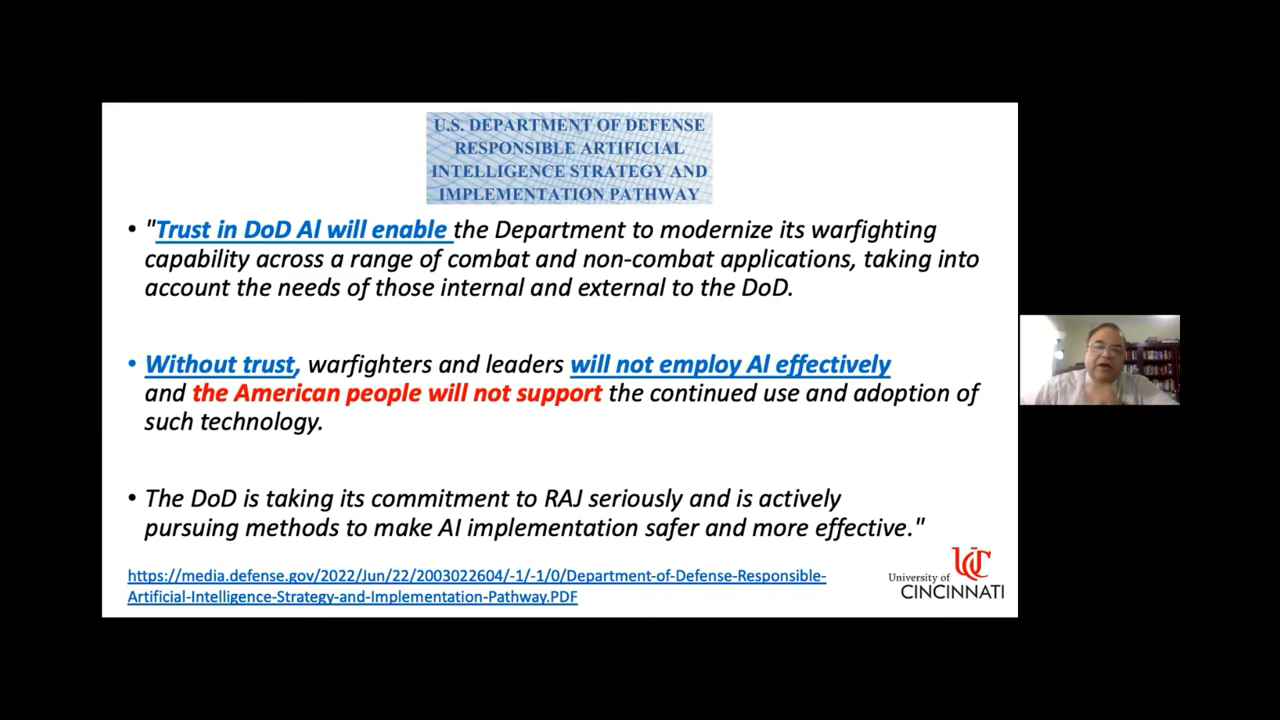 U.S. DEPARTMENT OF DEFENSE
RESPONSIBLE ARTIFICIAL
INTELLIGENCE STRATEGY AND
IMPLEMENTATION PATHWAY
• "Trust in DoD Al will enable the Department to modernize its warfighting
capability across a range of combat and non-combat applications, taking into
account the needs of those internal and external to the DoD.
• Without trust, warfighters and leaders will not employ Al effectively
and the American people will not support the continued use and adoption of
such technology.
• The DoD is taking its commitment to RAJ seriously and is actively
pursuing methods to make AI implementation safer and more effective."
https://media.defense.gov/2022/Jun/22/2003022604/-1/-1/0/Department-of-Defense-Responsible-
Artificial-Intelligence-Strategy-and-Implementation-Pathway.PDF
UC
University of
CINCINNATI